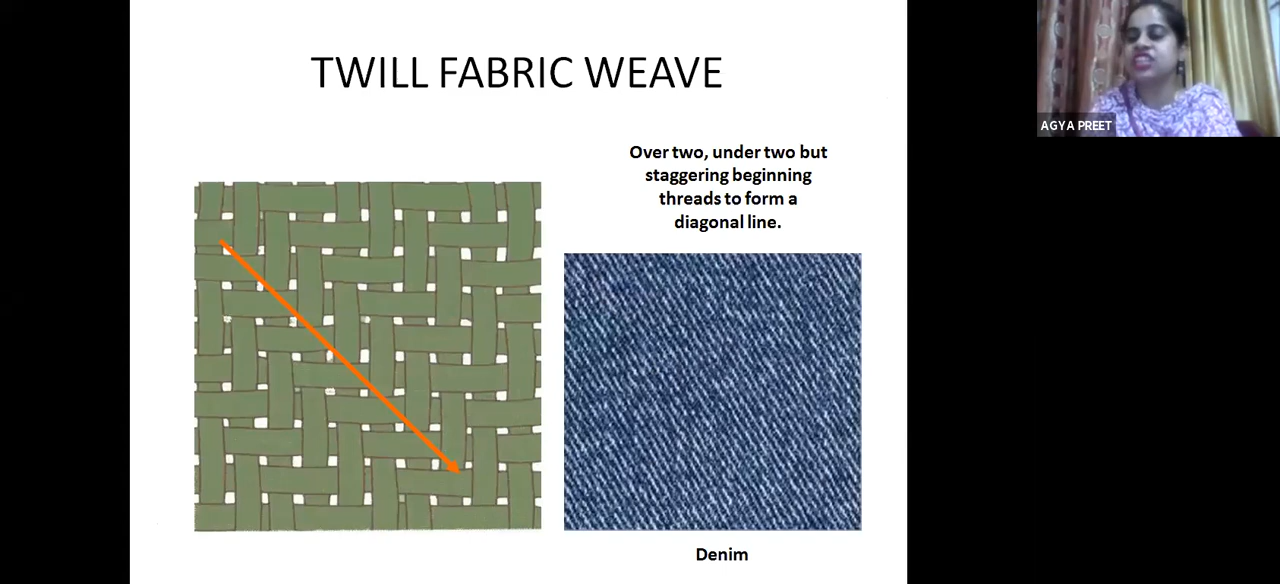 TWILL FABRIC WEAVE
AGYA PREET
Over two, under two but
staggering beginning
threads to form a
diagonal line.
Denim